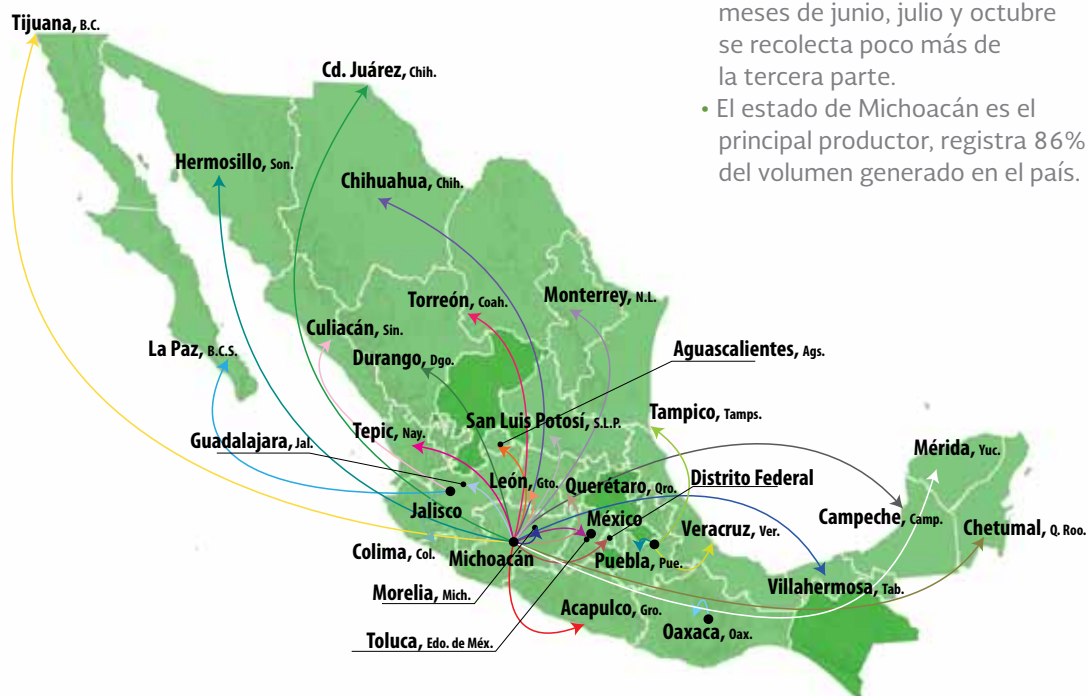 meses de junio, julio y octubre
se recolecta poco más de
la tercera parte.
• El estado de Michoacán es el
principal productor, registra 86%
del volumen generado en el país.
Tijuana, B.C.
Cd. Juárez, Chih.
Hermosillo, Son.
Chihuahua, Chih.
Torreón, Coah.
Monterrey, N.L.
Culiacán, Sin.
La Paz, B.C.S.
Durango, Dgo.
Aguascalientes, Ags.
San Luis Potosí, S.L.P.
Tampico, Tamps.
Tepic, Nay.
Guadalajara, Jal.
Mérida, Yuc.
León, Gto.
Querétaro, Qro.
Distrito Federal
Jalisco
México
Campeche, Camp.
Veracruz, Ver.
Chetumal, Q. Roo.
Colima, Col.
Michoacán
Puebla, Pue.
Villahermosa, Tab.
Morelia, Mich.
Acapulco, Gro.
Oaxaca, Oax.
Toluca, Edo. de Méx.